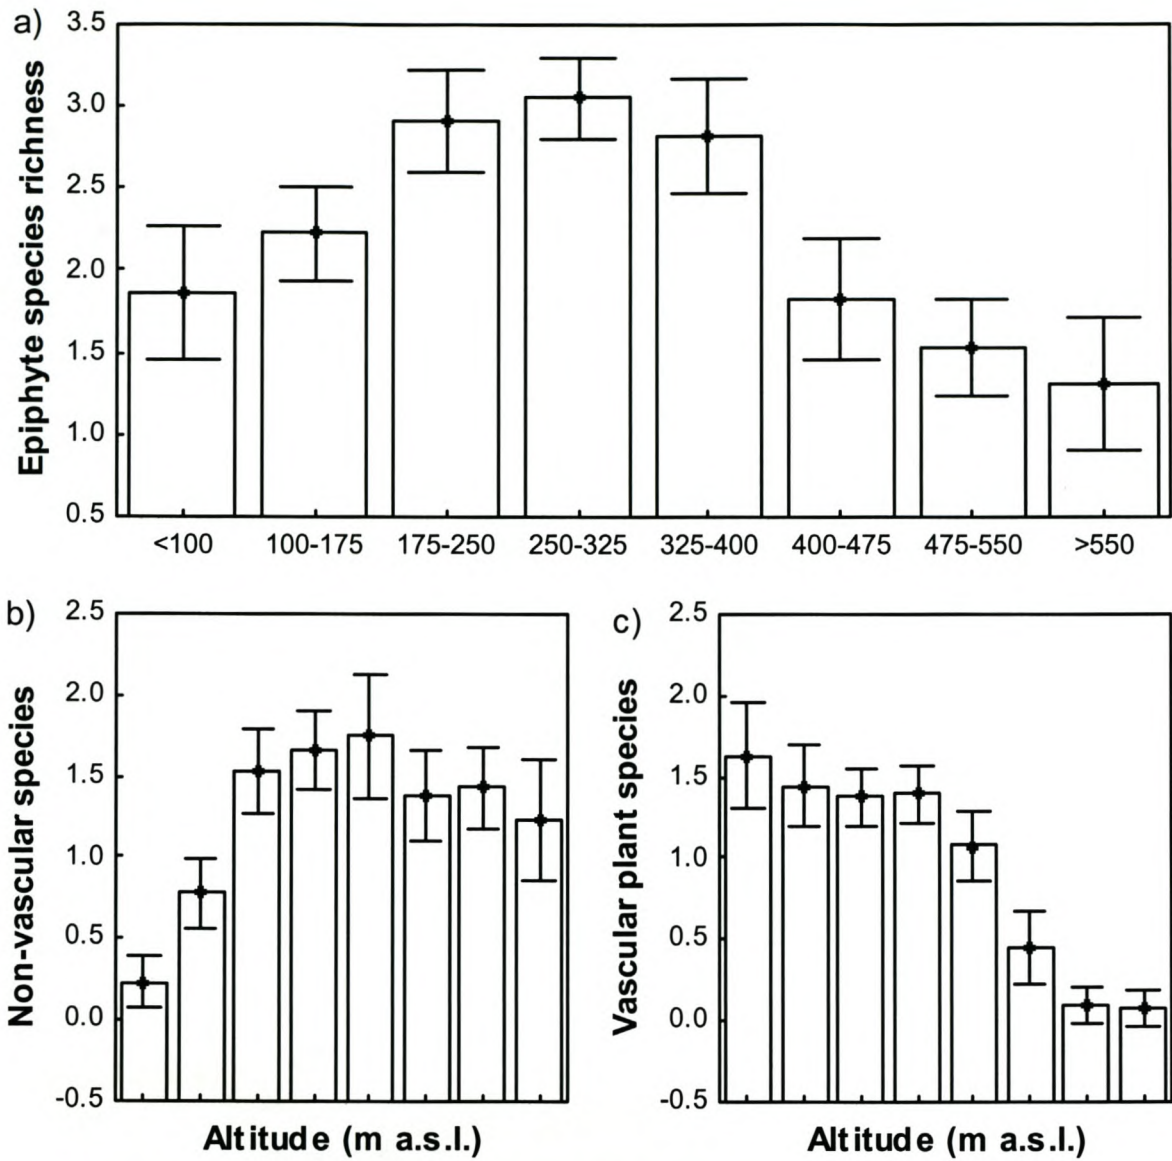 a)
Epiphyte species richness
3.5
3.0
2.5
2.0
1.5
1.0
0.5
<100 100-175 175-250 250-325 325-400 400-475 475-550 >550
b)
Non-vascular species
2.5
2.0
1.5
1.0
0.5
0.0
-0.5
Altitude (m a.s.l.)
c)
Vascular plant species
2.5
2.0
1.5
1.0
0.5
0.0
-0.5
Altitude (m a.s.l.)